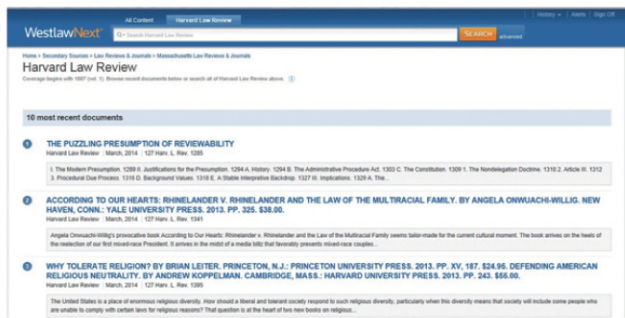 All Content
Harvard Law Review
History
Alerts
Sign Off
WestlawNext
Search Harvard Law Review
SEARCH
advanced
Home > Secondary Sources > Law Reviews & Journals > Massachusetts Law Reviews & Journals
Harvard Law Review
Coverage begins with 1887 (vol. 1). Browse recent documents below or search all of Harvard Law Review above.
10 most recent documents
1 THE PUZZLING PRESUMPTION OF REVIEWABILITY
Harvard Law Review March, 2014 127 Harv. L. Rev. 1285
I. The Modern Presumption. 1289 II. Justifications for the Presumption. 1294 A. History. 1294 B. The Administrative Procedure Act. 1303 C. The Constitution. 1309 1. The Nondelegation Doctrine. 1310 2. Article III. 1312
3. Procedural Due Process. 1316 D. Background Values. 1318 E. A Stable Interpretive Backdrop. 1327 III. Implications. 1329 A. The...
2 ACCORDING TO OUR HEARTS: RHINELANDER V. RHINELANDER AND THE LAW OF THE MULTIRACIAL FAMILY. BY ANGELA ONWUACHI-WILLIG. NEW
HAVEN, CONN.: YALE UNIVERSITY PRESS. 2013. PP. 325. $38.00.
Harvard Law Review March, 2014 127 Harv. L. Rev. 1341
Angela Onwuachi-Willig's provocative book According to Our Hearts: Rhinelander v. Rhinelander and the Law of the Multiracial Family seems tailor-made for the current cultural moment. The book arrives on the heels of
the reelection of our first mixed-race President. It arrives in the midst of a media blitz that favorably presents mixed-race couples...
3 WHY TOLERATE RELIGION? BY BRIAN LEITER. PRINCETON, N.J.: PRINCETON UNIVERSITY PRESS. 2013. PP. XV, 187. $24.95. DEFENDING AMERICAN
RELIGIOUS NEUTRALITY. BY ANDREW KOPPELMAN. CAMBRIDGE, MASS.: HARVARD UNIVERSITY PRESS. 2013. PP. 243. $55.00.
Harvard Law Review March, 2014 127 Harv. L. Rev. 1395
The United States is a place of enormous religious diversity. How should a liberal and tolerant society respond to such religious diversity, particularly when this diversity means that society will include some people who
are unable to comply with certain laws for religious reasons? That question is at the heart of two new books on religious...